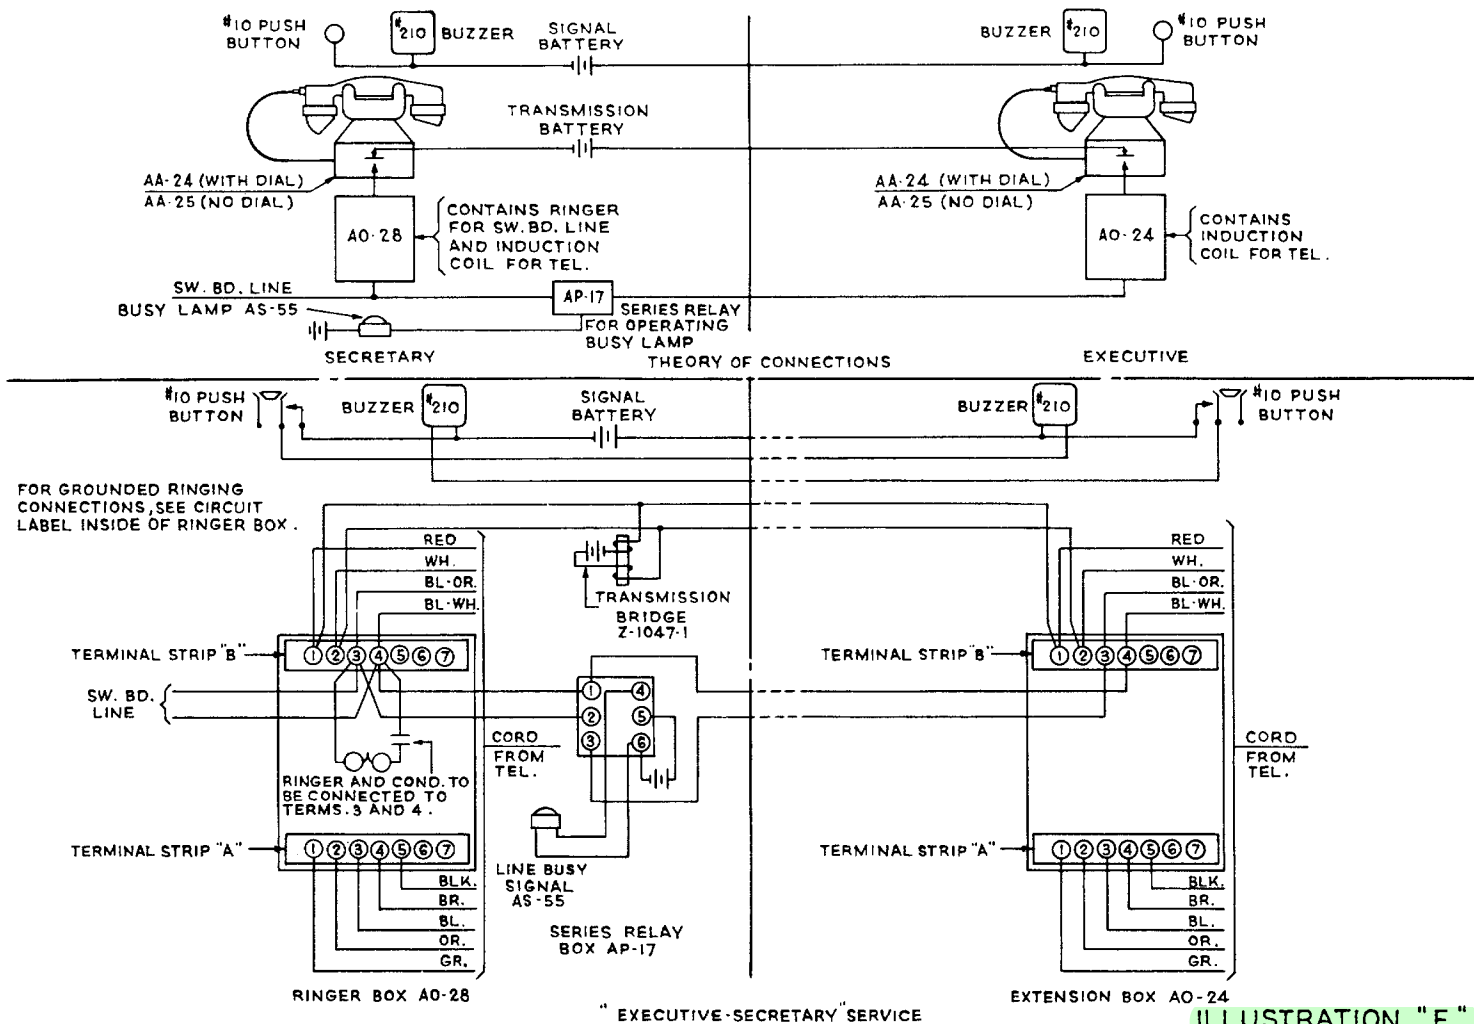 #10 PUSH
BUTTON
#210
BUZZER
SIGNAL
BATTERY
BUZZER
#210
#10 PUSH
BUTTON
TRANSMISSION
BATTERY
AA-24 (WITH DIAL)
AA-25 (NO DIAL)
AO-28
CONTAINS RINGER
FOR SW. BD. LINE
AND INDUCTION
COIL FOR TEL.
AA-24 (WITH DIAL)
AA-25 (NO DIAL)
AO-24
CONTAINS
INDUCTION
COIL FOR TEL.
SW. BD. LINE
BUSY LAMP AS-55
AP-17
SERIES RELAY
FOR OPERATING
BUSY LAMP
SECRETARY
THEORY OF CONNECTIONS
EXECUTIVE
#10 PUSH
BUTTON
BUZZER
#210
SIGNAL
BATTERY
BUZZER
#210
#10 PUSH
BUTTON
FOR GROUNDED RINGING
CONNECTIONS, SEE CIRCUIT
LABEL INSIDE OF RINGER BOX.
RED
WH.
BL-OR.
BL-WH.
TRANSMISSION
BRIDGE
Z-1047-1
RED
WH.
BL-OR.
BL-WH.
TERMINAL STRIP "B"
1 2 3 4 5 6 7
TERMINAL STRIP "B"
1 2 3 4 5 6 7
SW. BD.
LINE
1 4
2 5
3 6
CORD
FROM
TEL.
CORD
FROM
TEL.
RINGER AND COND. TO
BE CONNECTED TO
TERMS. 3 AND 4.
TERMINAL STRIP "A"
1 2 3 4 5 6 7
LINE BUSY
SIGNAL
AS-55
TERMINAL STRIP "A"
1 2 3 4 5 6 7
BLK.
BR.
BL.
OR.
GR.
SERIES RELAY
BOX AP-17
BLK.
BR.
BL.
OR.
GR.
RINGER BOX AO-28
"EXECUTIVE-SECRETARY" SERVICE
EXTENSION BOX AO-24
ILLUSTRATION "E"